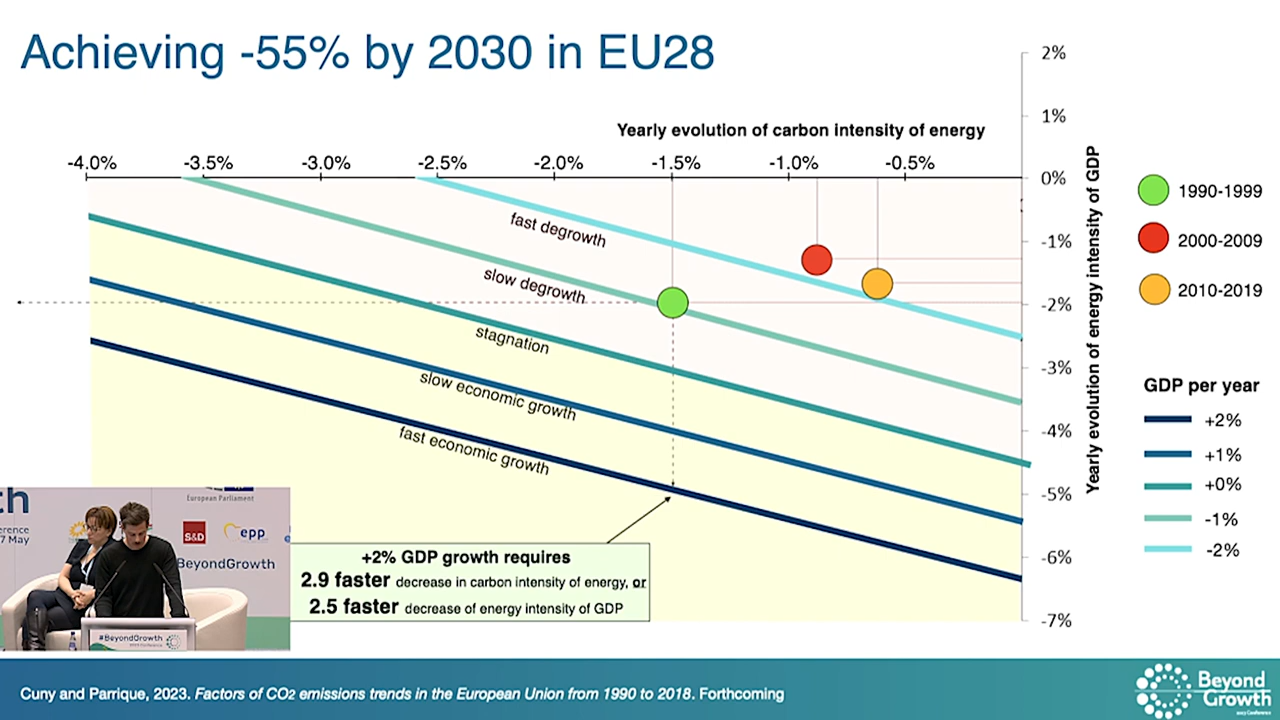 Achieving -55% by 2030 in EU28
2%
1%
Yearly evolution of carbon intensity of energy
-4.0% -3.5% -3.0% -2.5% -2.0% -1.5% -1.0% -0.5%
0%
-1%
-2%
-3%
-4%
-5%
-6%
-7%
Yearly evolution of energy intensity of GDP
fast degrowth
slow degrowth
stagnation
slow economic growth
fast economic growth
1990-1999
2000-2009
2010-2019
GDP per year
+2%
+1%
+0%
-1%
-2%
+2% GDP growth requires
2.9 faster decrease in carbon intensity of energy, or
2.5 faster decrease of energy intensity of GDP
th
European Parliament
erence
7 May
S&D
epp
BeyondGrowth
#BeyondGrowth
Cuny and Parrique, 2023. Factors of CO2 emissions trends in the European Union from 1990 to 2018. Forthcoming
Beyond
Growth
2023 Conference